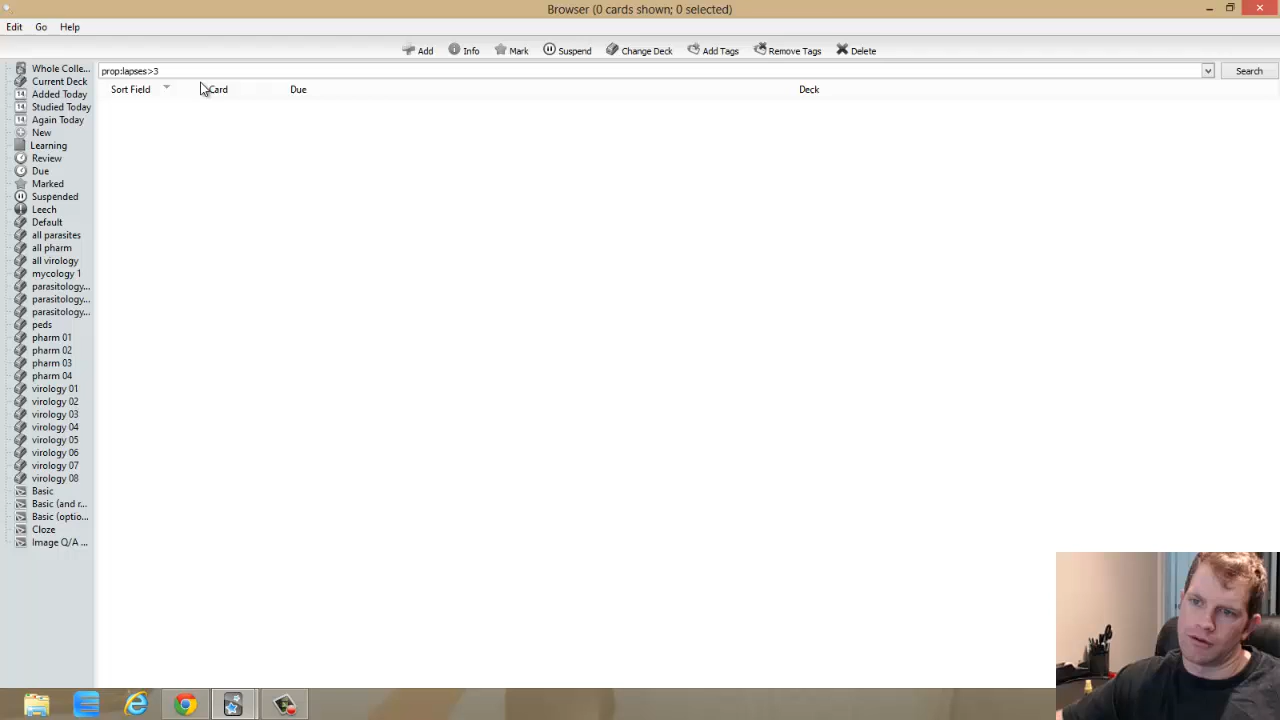 Browser (0 cards shown; 0 selected)
Edit Go Help
Add Info Mark Suspend Change Deck Add Tags Remove Tags Delete
prop:lapses>3 Search
Sort Field Card Due Deck
Whole Colle...
Current Deck
Added Today
Studied Today
Again Today
New
Learning
Review
Due
Marked
Suspended
Leech
Default
all parasites
all pharm
all virology
mycology 1
parasitology...
parasitology...
parasitology...
peds
pharm 01
pharm 02
pharm 03
pharm 04
virology 01
virology 02
virology 03
virology 04
virology 05
virology 06
virology 07
virology 08
Basic
Basic (and r...
Basic (optio...
Cloze
Image Q/A ...